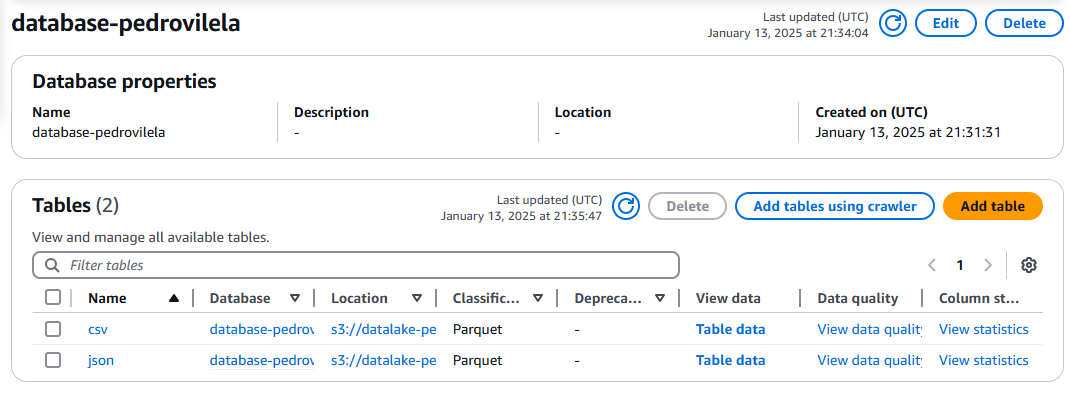 database-pedrovilela
Last updated (UTC)
January 13, 2025 at 21:34:04
Edit
Delete
Database properties
Name
Description
Location
Created on (UTC)
database-pedrovilela
-
-
January 13, 2025 at 21:31:31
Tables (2)
Last updated (UTC)
January 13, 2025 at 21:35:47
Delete
Add tables using crawler
Add table
View and manage all available tables.
Filter tables
1
Name Database Location Classific... Depreca... View data Data quality Column st...
csv database-pedrov s3://datalake-pe Parquet - Table data View data quality View statistics
json database-pedrov s3://datalake-pe Parquet - Table data View data quality View statistics